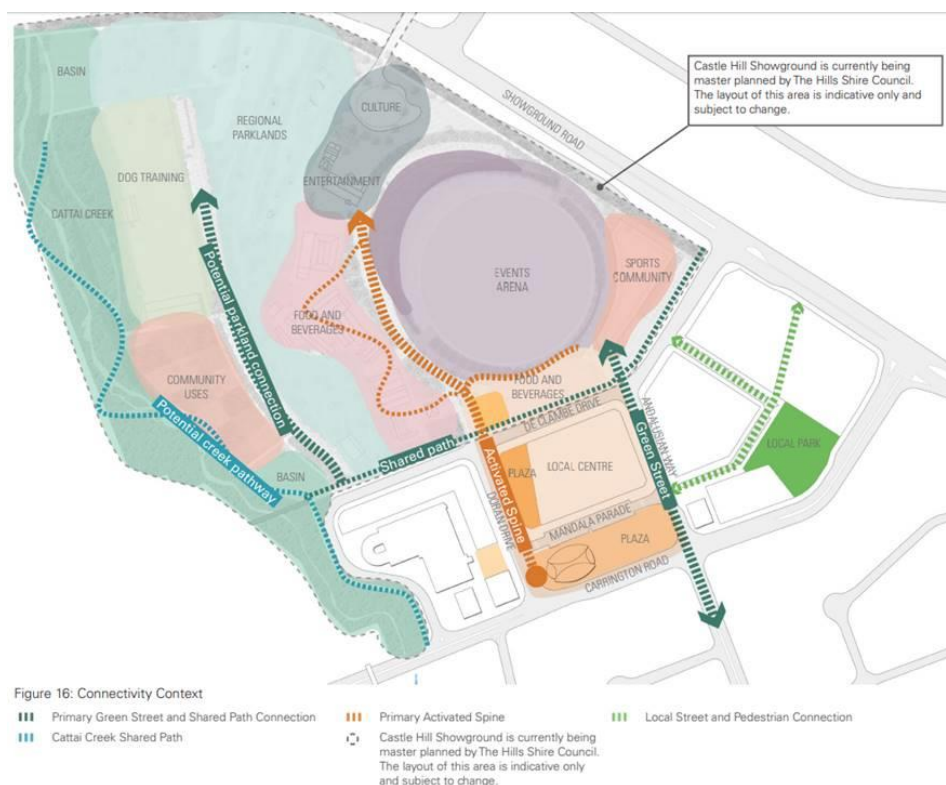 Castle Hill Showground is currently being
master planned by The Hills Shire Council.
The layout of this area is indicative only and
subject to change.
SHOWGROUND ROAD
BASIN
CULTURE
REGIONAL
PARKLANDS
DOG TRAINING
ENTERTAINMENT
CATTAI CREEK
EVENTS
ARENA
SPORTS
COMMUNITY
Potential parkland connection
FOOD AND
BEVERAGES
COMMUNITY
USES
FOOD AND
BEVERAGES
DE CLAMBE DRIVE
ANDALUSIAN WAY
Potential creek pathway
Shared path
Green Street
LOCAL PARK
BASIN
Activated Spine
PLAZA
LOCAL CENTRE
DORAN DRIVE
MANDALA PARADE
PLAZA
CARRINGTON ROAD
Figure 16: Connectivity Context
Primary Green Street and Shared Path Connection
Primary Activated Spine
Local Street and Pedestrian Connection
Cattai Creek Shared Path
Castle Hill Showground is currently being
master planned by The Hills Shire Council.
The layout of this area is indicative only
and subject to change.